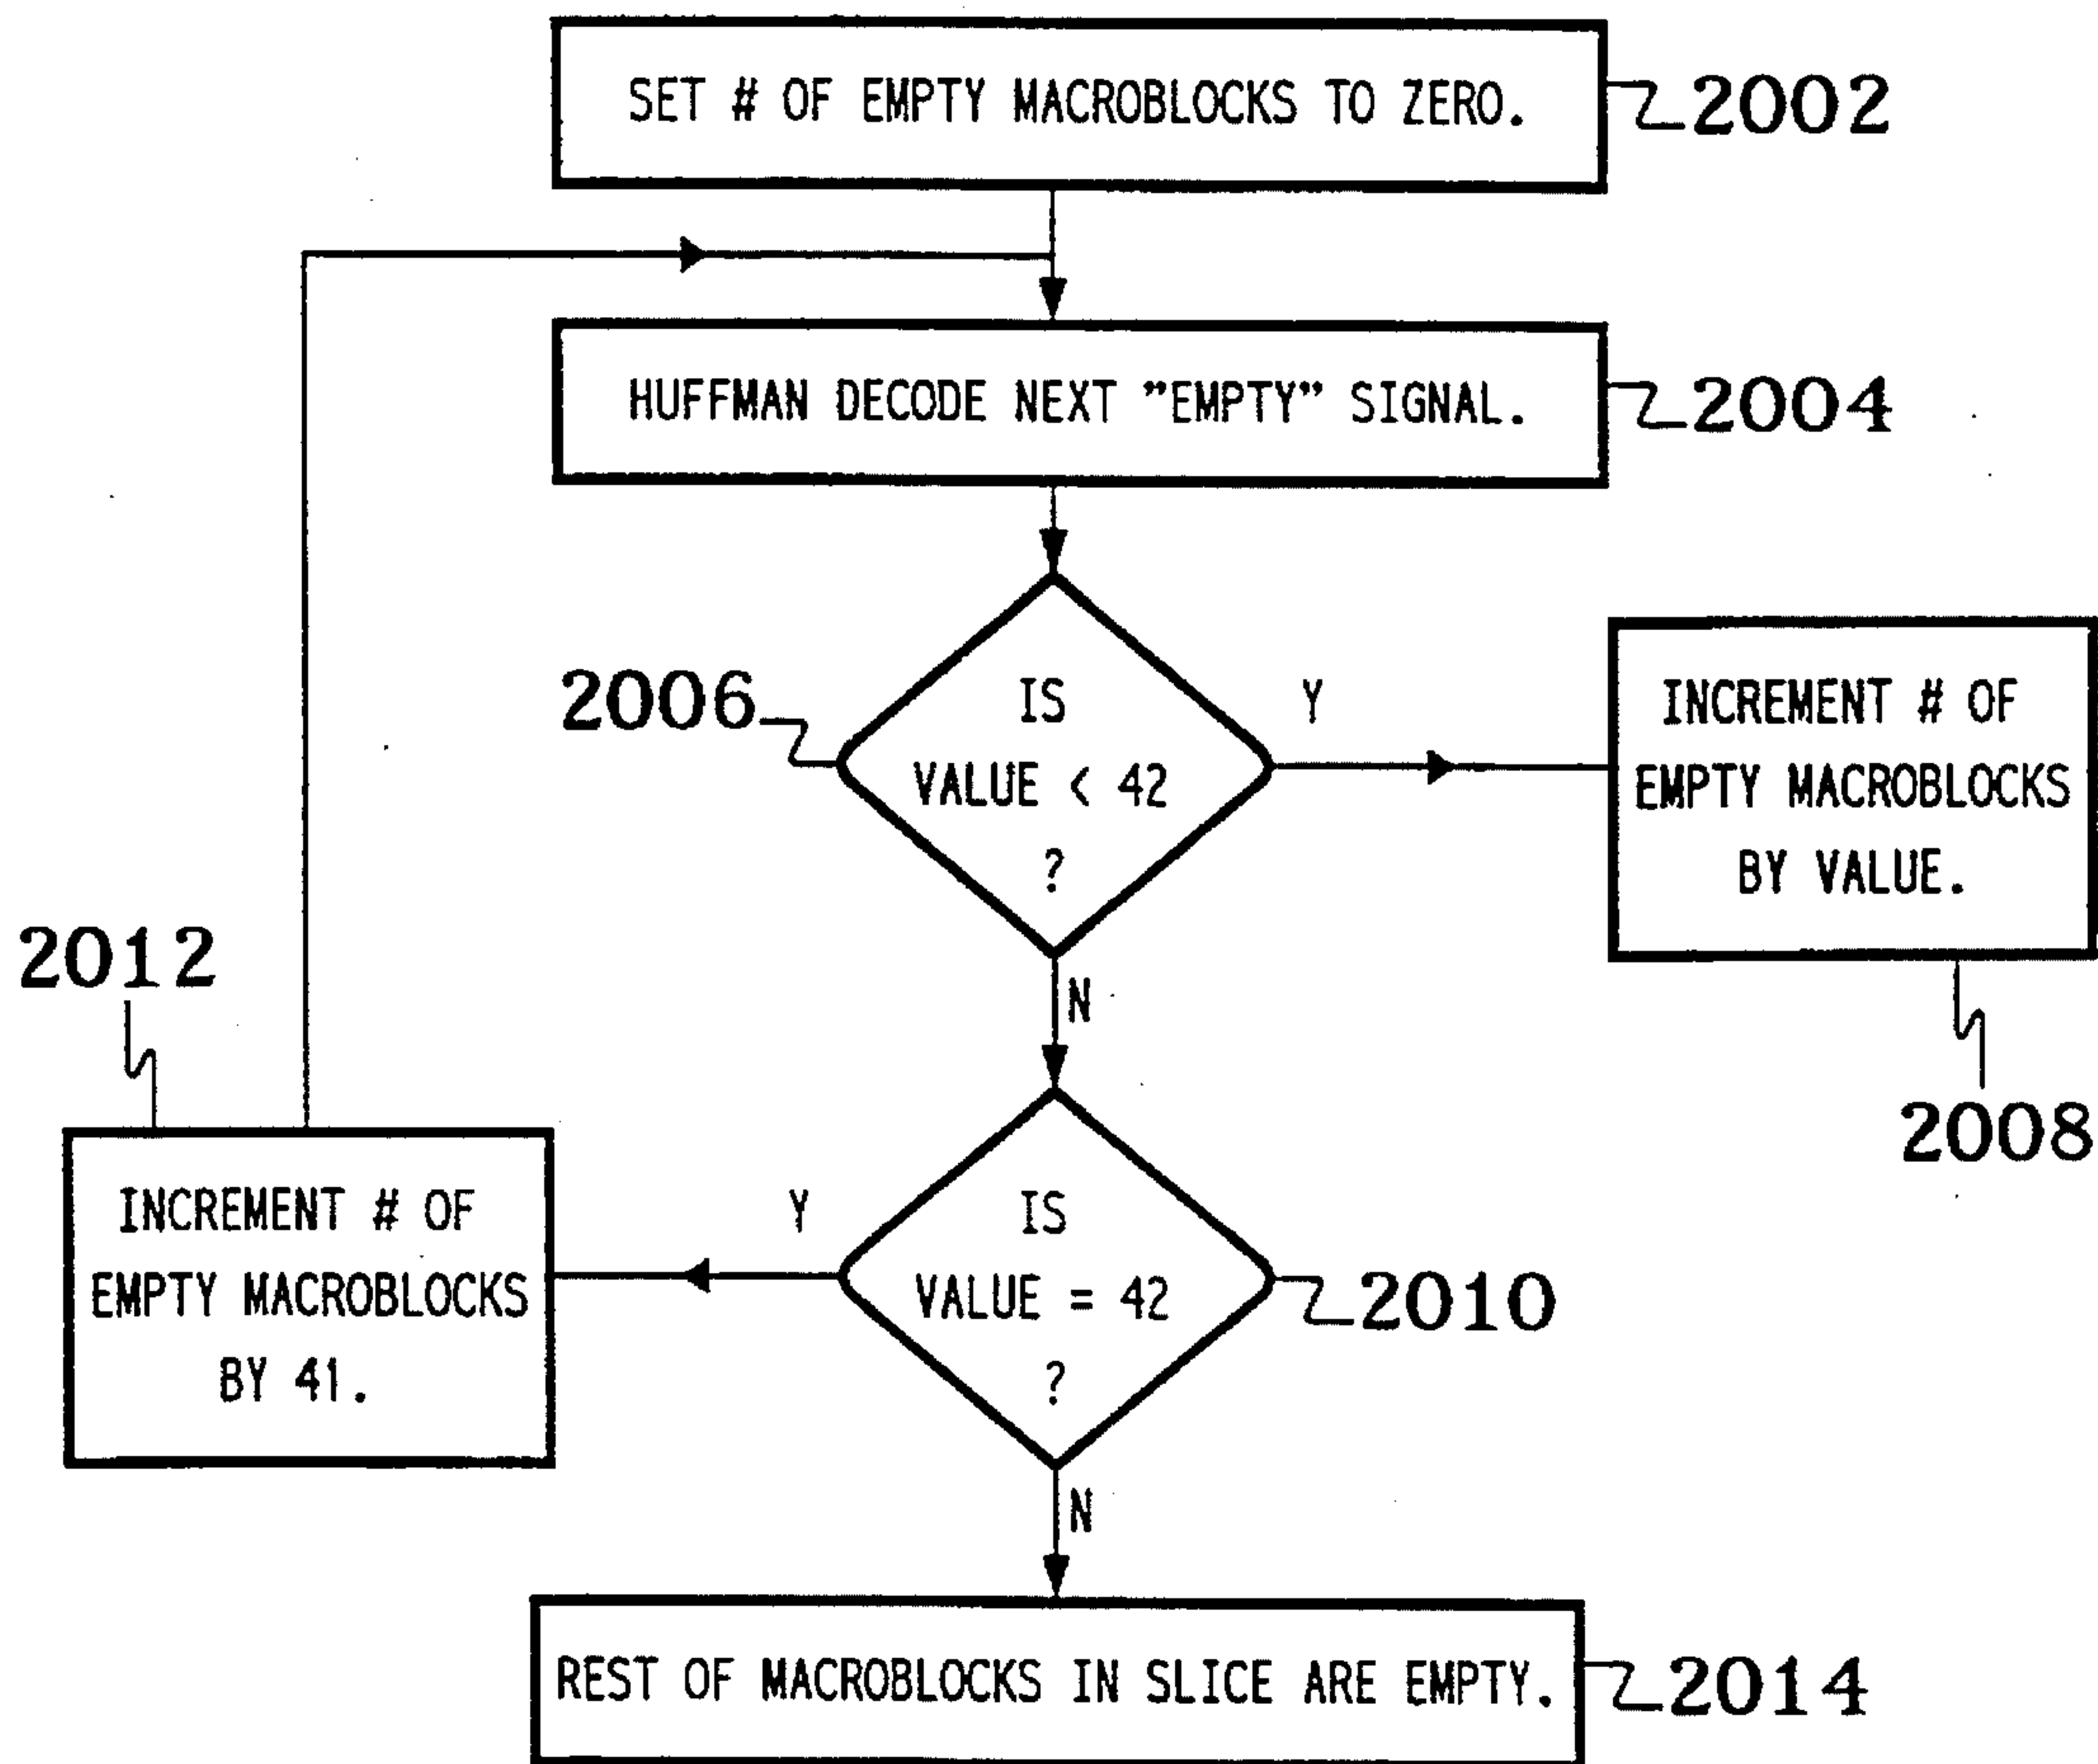 SET # OF EMPTY MACROBLOCKS TO ZERO.
2002
HUFFMAN DECODE NEXT ”EMPTY” SIGNAL.
2004
2006
IS
VALUE < 42
?
Y
INCREMENT # OF
EMPTY MACROBLOCKS
BY VALUE.
2008
N
2012
INCREMENT # OF
EMPTY MACROBLOCKS
BY 41.
Y
IS
VALUE = 42
?
2010
N
REST OF MACROBLOCKS IN SLICE ARE EMPTY.
2014